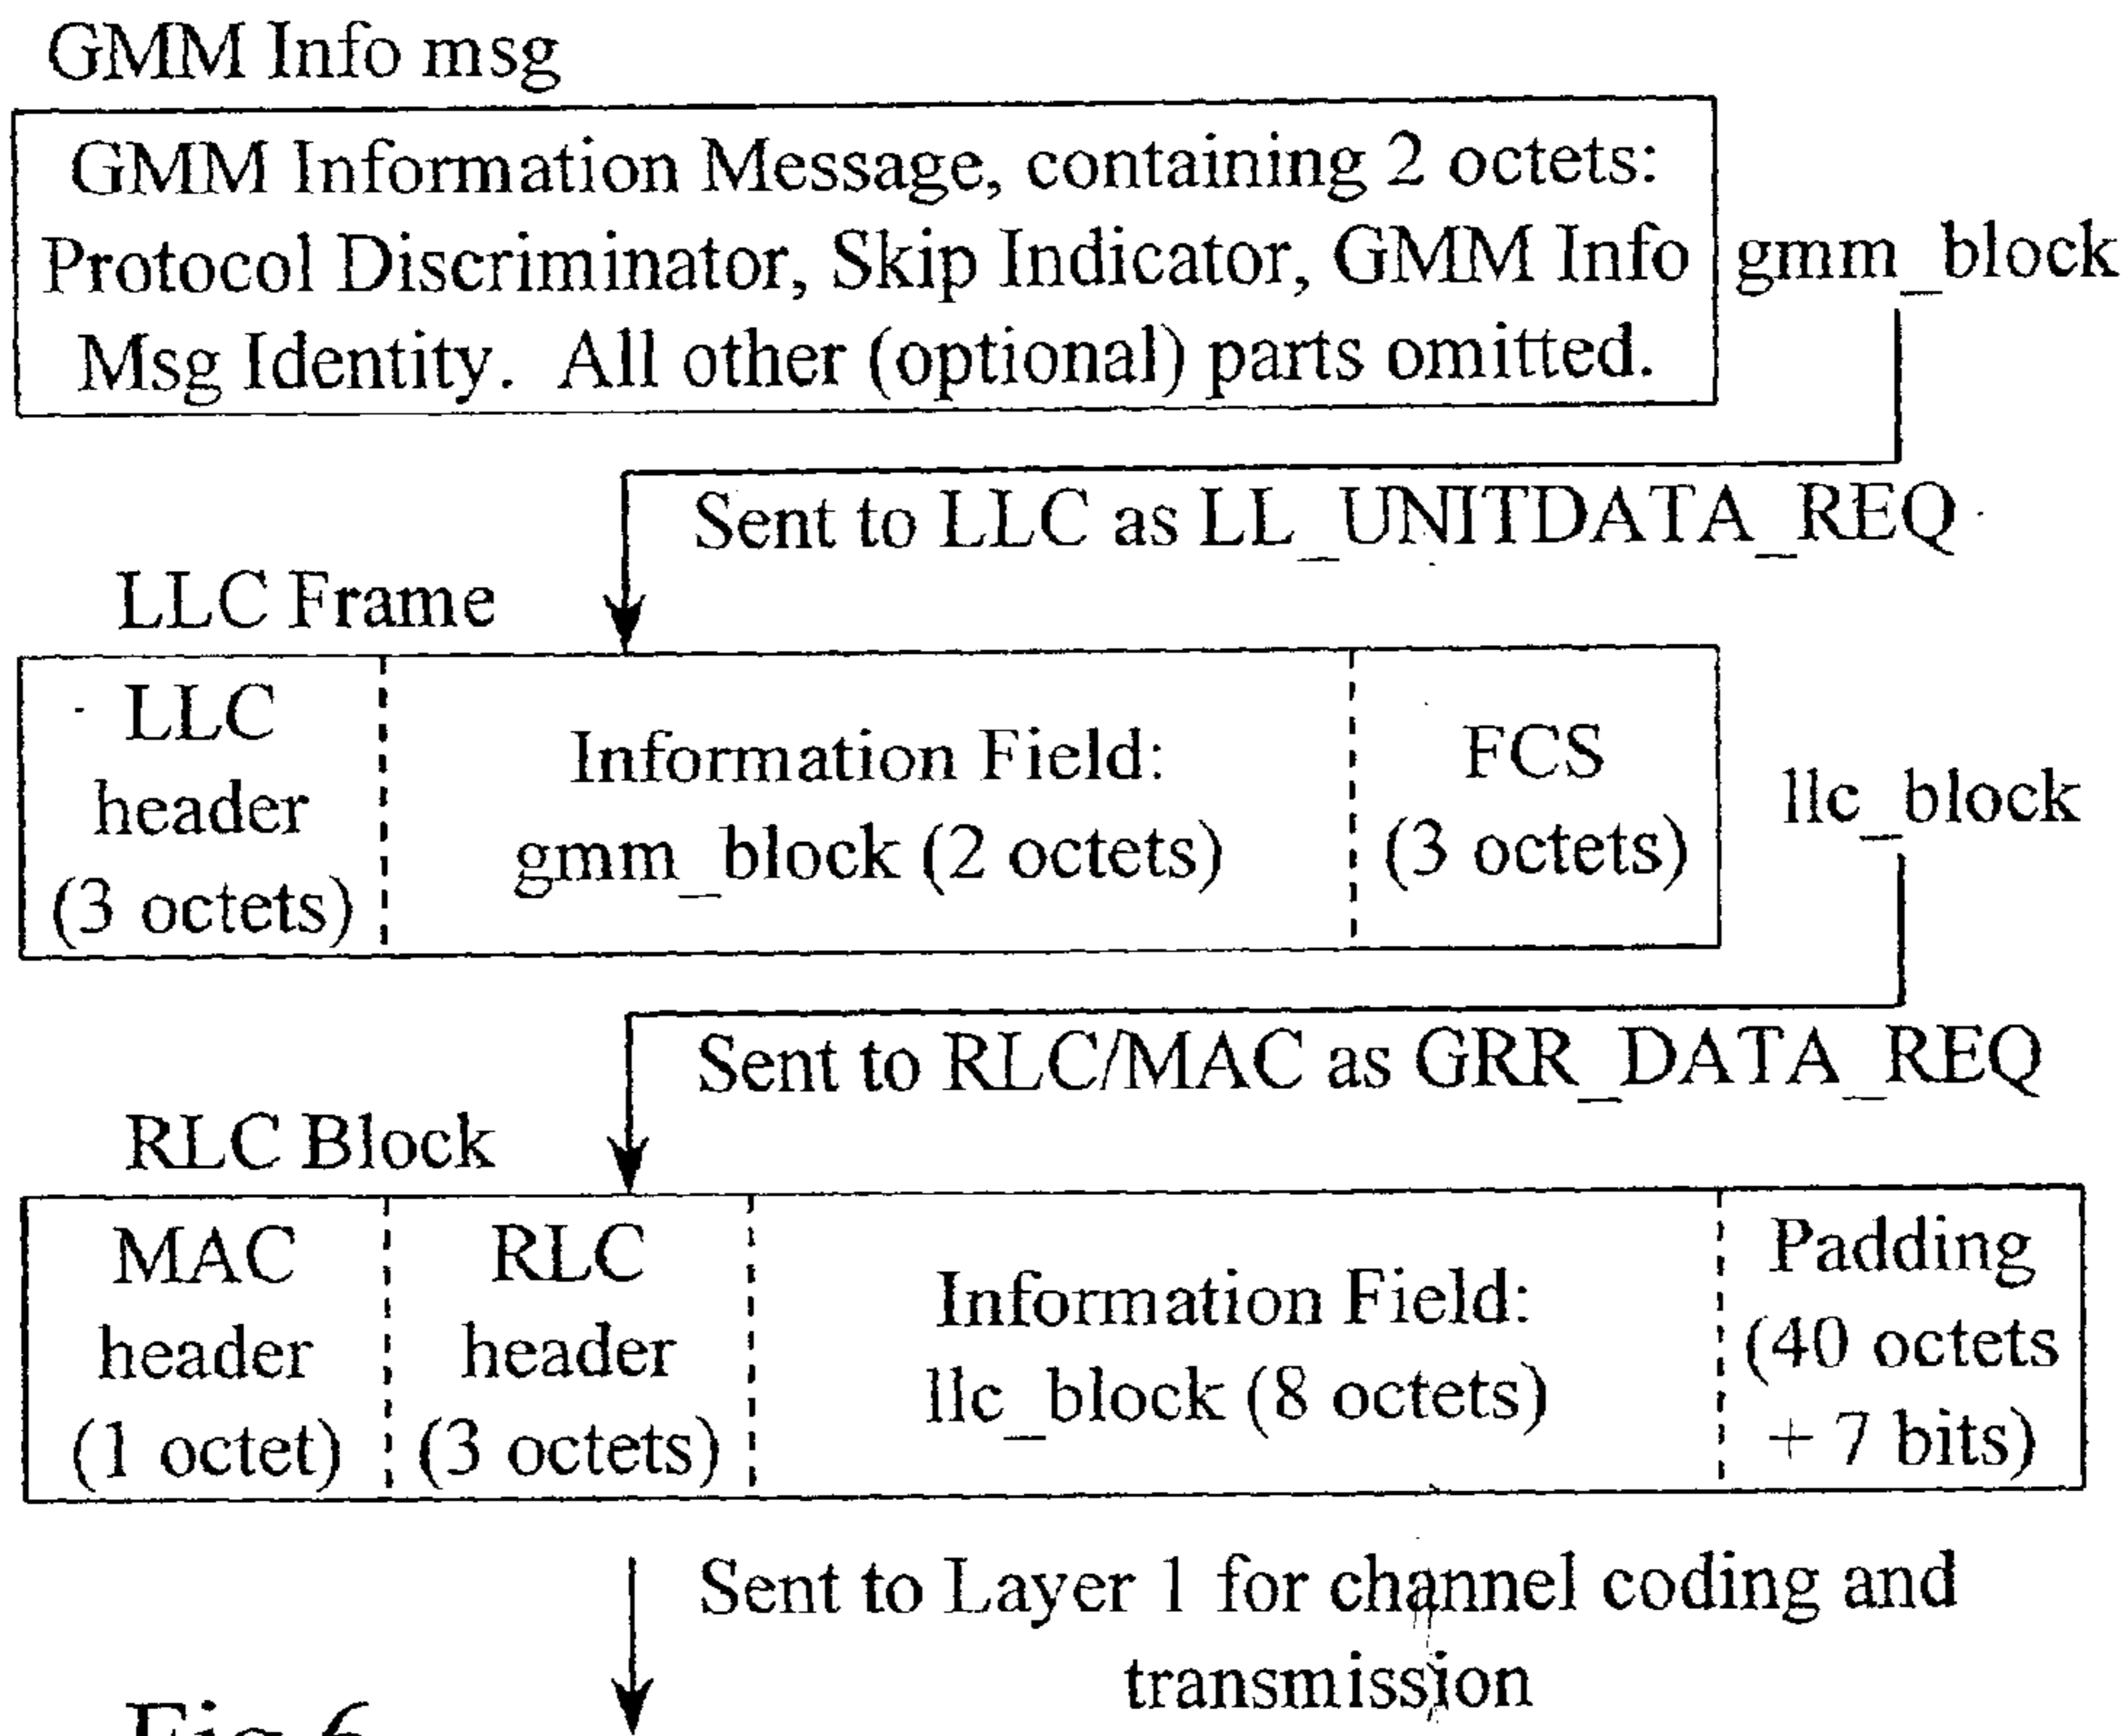 GMM Info msg
GMM Information Message, containing 2 octets:
Protocol Discriminator, Skip Indicator, GMM Info
Msg Identity. All other (optional) parts omitted.
gmm_block
Sent to LLC as LL_UNITDATA_REQ
LLC Frame
LLC
header
(3 octets)
Information Field:
gmm_block (2 octets)
FCS
(3 octets)
llc_block
Sent to RLC/MAC as GRR_DATA_REQ
RLC Block
MAC
header
(1 octet)
RLC
header
(3 octets)
Information Field:
llc_block (8 octets)
Padding
(40 octets
+ 7 bits)
Sent to Layer 1 for channel coding and
transmission
Fig 6